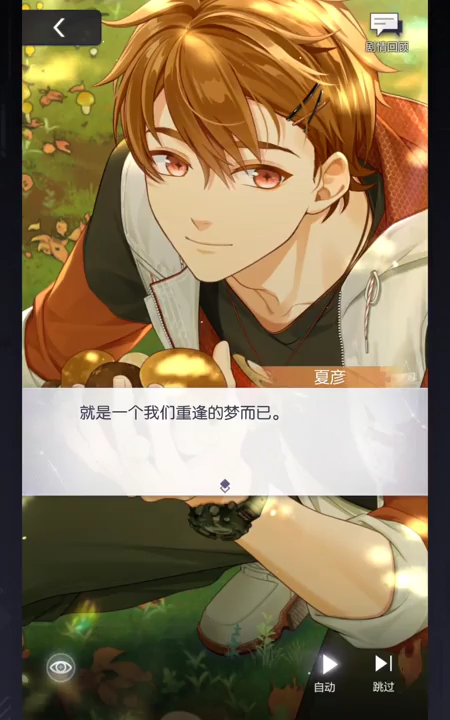 剧情回顾
夏彦
就是一个我们重逢的梦而已。
自动
跳过